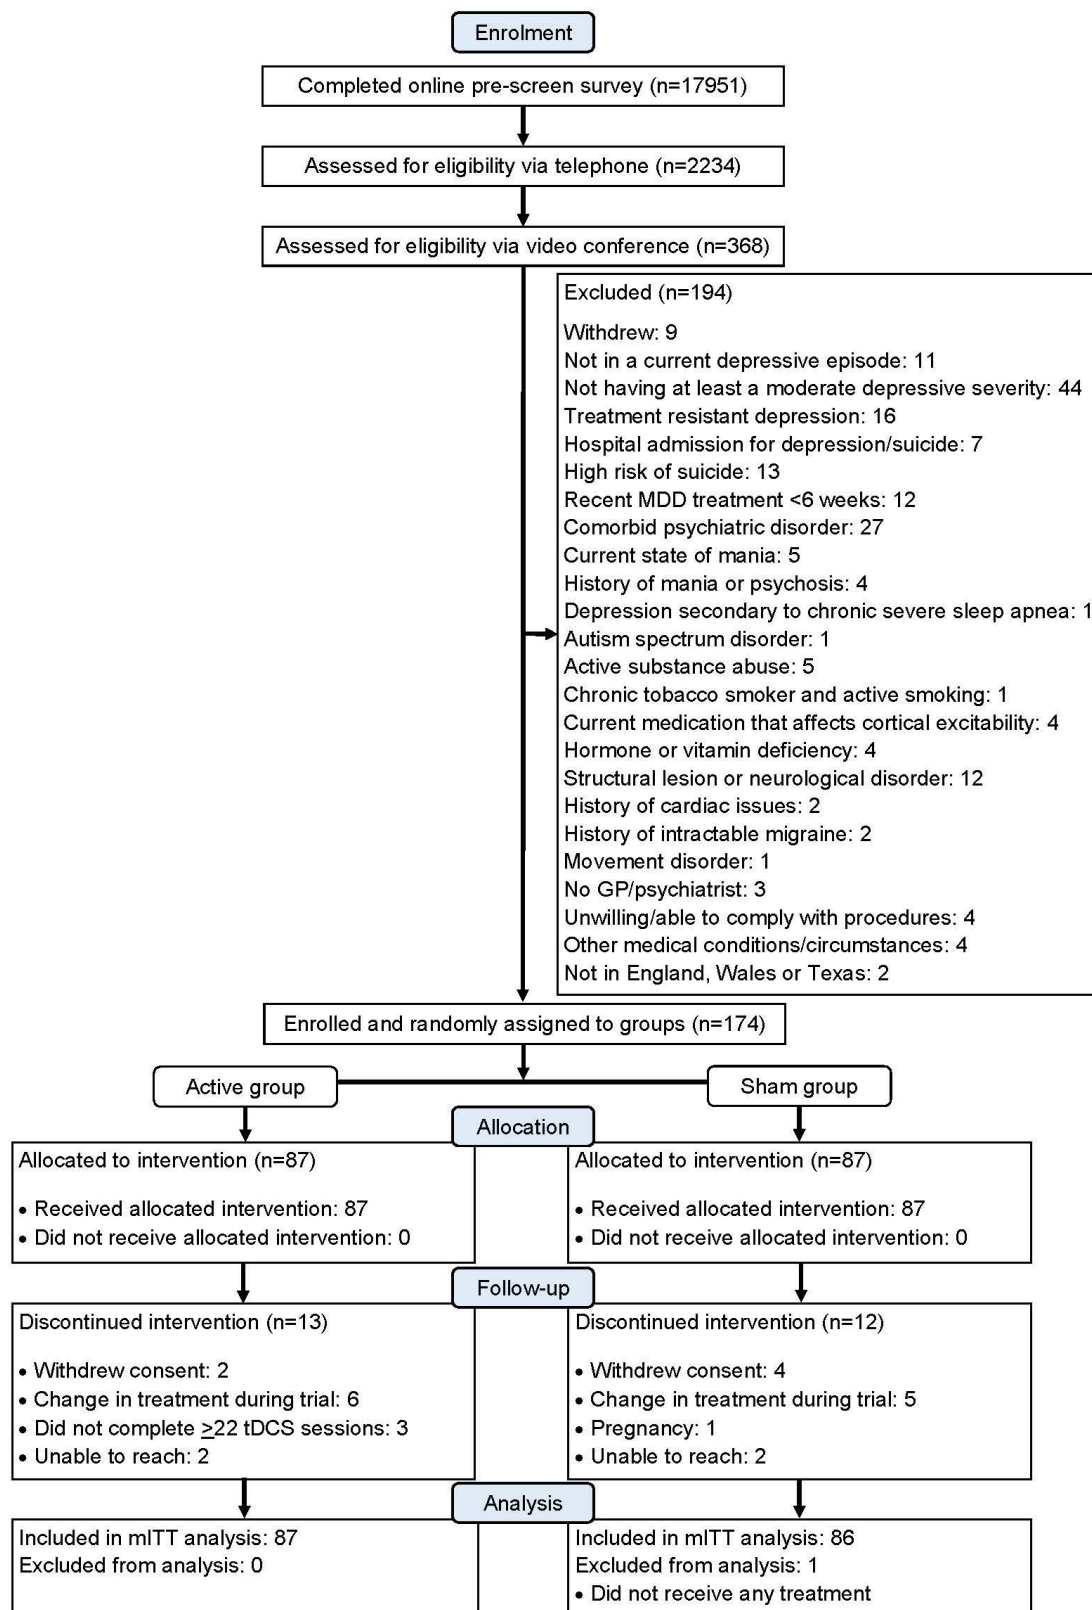 Enrolment
Completed online pre-screen survey (n=17951)
Assessed for eligibility via telephone (n=2234)
Assessed for eligibility via video conference (n=368)
Excluded (n=194)
Withdrew: 9
Not in a current depressive episode: 11
Not having at least a moderate depressive severity: 44
Treatment resistant depression: 16
Hospital admission for depression/suicide: 7
High risk of suicide: 13
Recent MDD treatment <6 weeks: 12
Comorbid psychiatric disorder: 27
Current state of mania: 5
History of mania or psychosis: 4
Depression secondary to chronic severe sleep apnea: 1
Autism spectrum disorder: 1
Active substance abuse: 5
Chronic tobacco smoker and active smoking: 1
Current medication that affects cortical excitability: 4
Hormone or vitamin deficiency: 4
Structural lesion or neurological disorder: 12
History of cardiac issues: 2
History of intractable migraine: 2
Movement disorder: 1
No GP/psychiatrist: 3
Unwilling/able to comply with procedures: 4
Other medical conditions/circumstances: 4
Not in England, Wales or Texas: 2
Enrolled and randomly assigned to groups (n=174)
Active group
Sham group
Allocation
Allocated to intervention (n=87)
• Received allocated intervention: 87
• Did not receive allocated intervention: 0
Allocated to intervention (n=87)
• Received allocated intervention: 87
• Did not receive allocated intervention: 0
Follow-up
Discontinued intervention (n=13)
• Withdrew consent: 2
• Change in treatment during trial: 6
• Did not complete ≥22 tDCS sessions: 3
• Unable to reach: 2
Discontinued intervention (n=12)
• Withdrew consent: 4
• Change in treatment during trial: 5
• Pregnancy: 1
• Unable to reach: 2
Analysis
Included in mITT analysis: 87
Excluded from analysis: 0
Included in mITT analysis: 86
Excluded from analysis: 1
• Did not receive any treatment